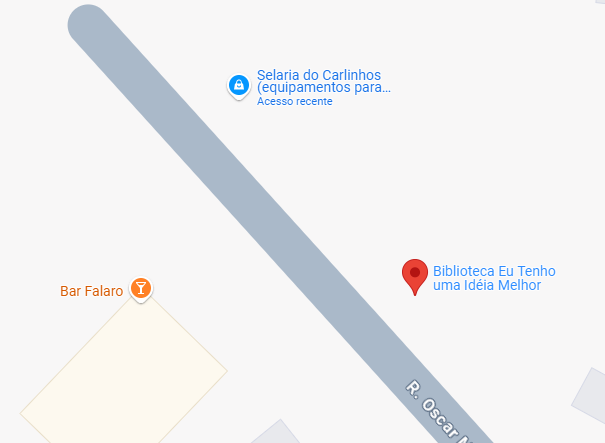 Selaria do Carlinhos
(equipamentos para...
Acesso recente
Biblioteca Eu Tenho
uma Idéia Melhor
Bar Falaro
R. Oscar